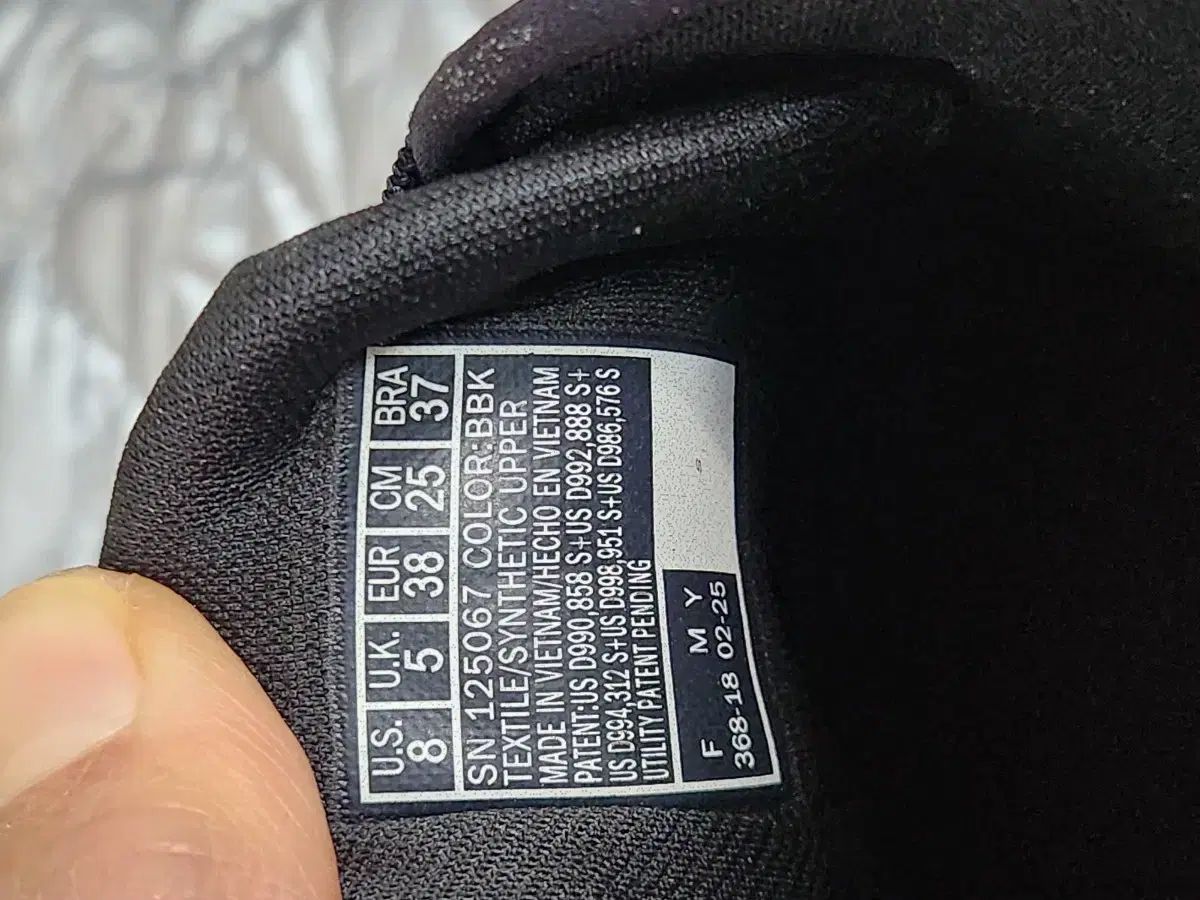 U.S. U.K. EUR CM BRA
8 5 38 25 37
SN 125067 COLOR:BBK
TEXTILE/SYNTHETIC UPPER
MADE IN VIETNAM/HECHO EN VIETNAM
PATENT:US D990,858 S+US D992,888 S+
US D994,312 S+US D998,951 S+US D986,576 S
UTILITY PATENT PENDING
F M Y
368-18 02-25